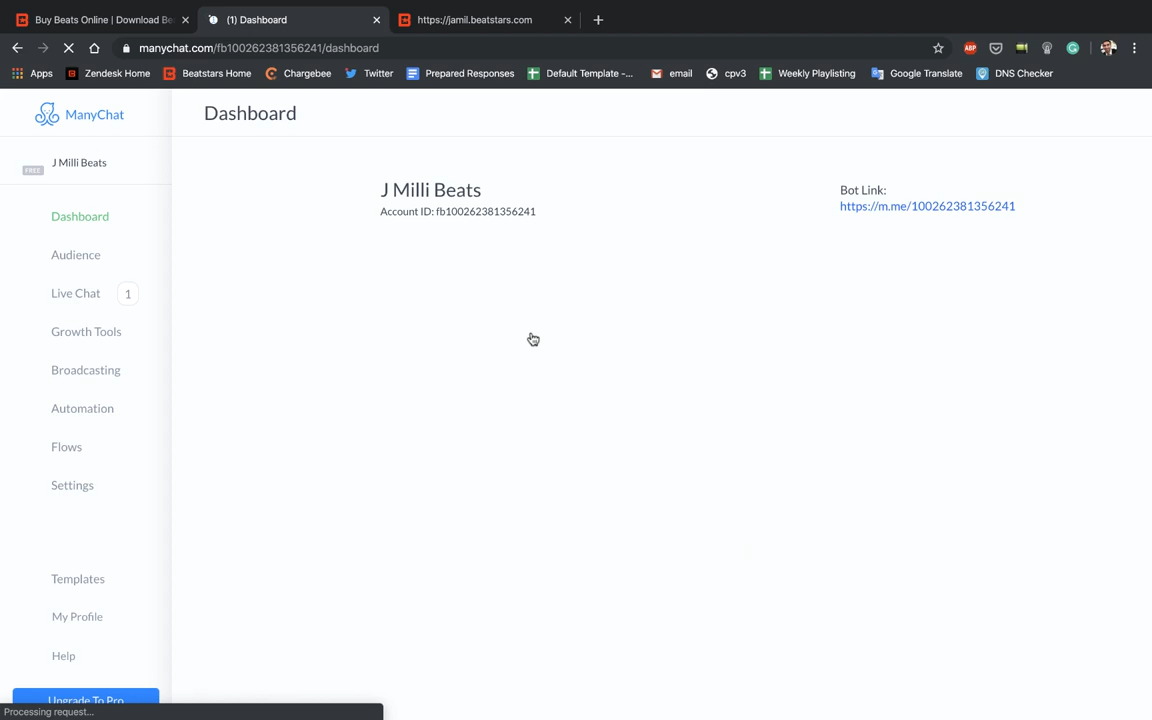 Buy Beats Online | Download Be
(1) Dashboard
https://jamil.beatstars.com
manychat.com/fb100262381356241/dashboard
ABP
Apps
Zendesk Home
Beatstars Home
Chargebee
Twitter
Prepared Responses
Default Template -...
email
cpv3
Weekly Playlisting
Google Translate
DNS Checker
ManyChat
Dashboard
FREE
J Milli Beats
Dashboard
Audience
Live Chat 1
Growth Tools
Broadcasting
Automation
Flows
Settings
Templates
My Profile
Help
Upgrade To Pro
J Milli Beats
Account ID: fb100262381356241
Bot Link:
https://m.me/100262381356241
Processing request...